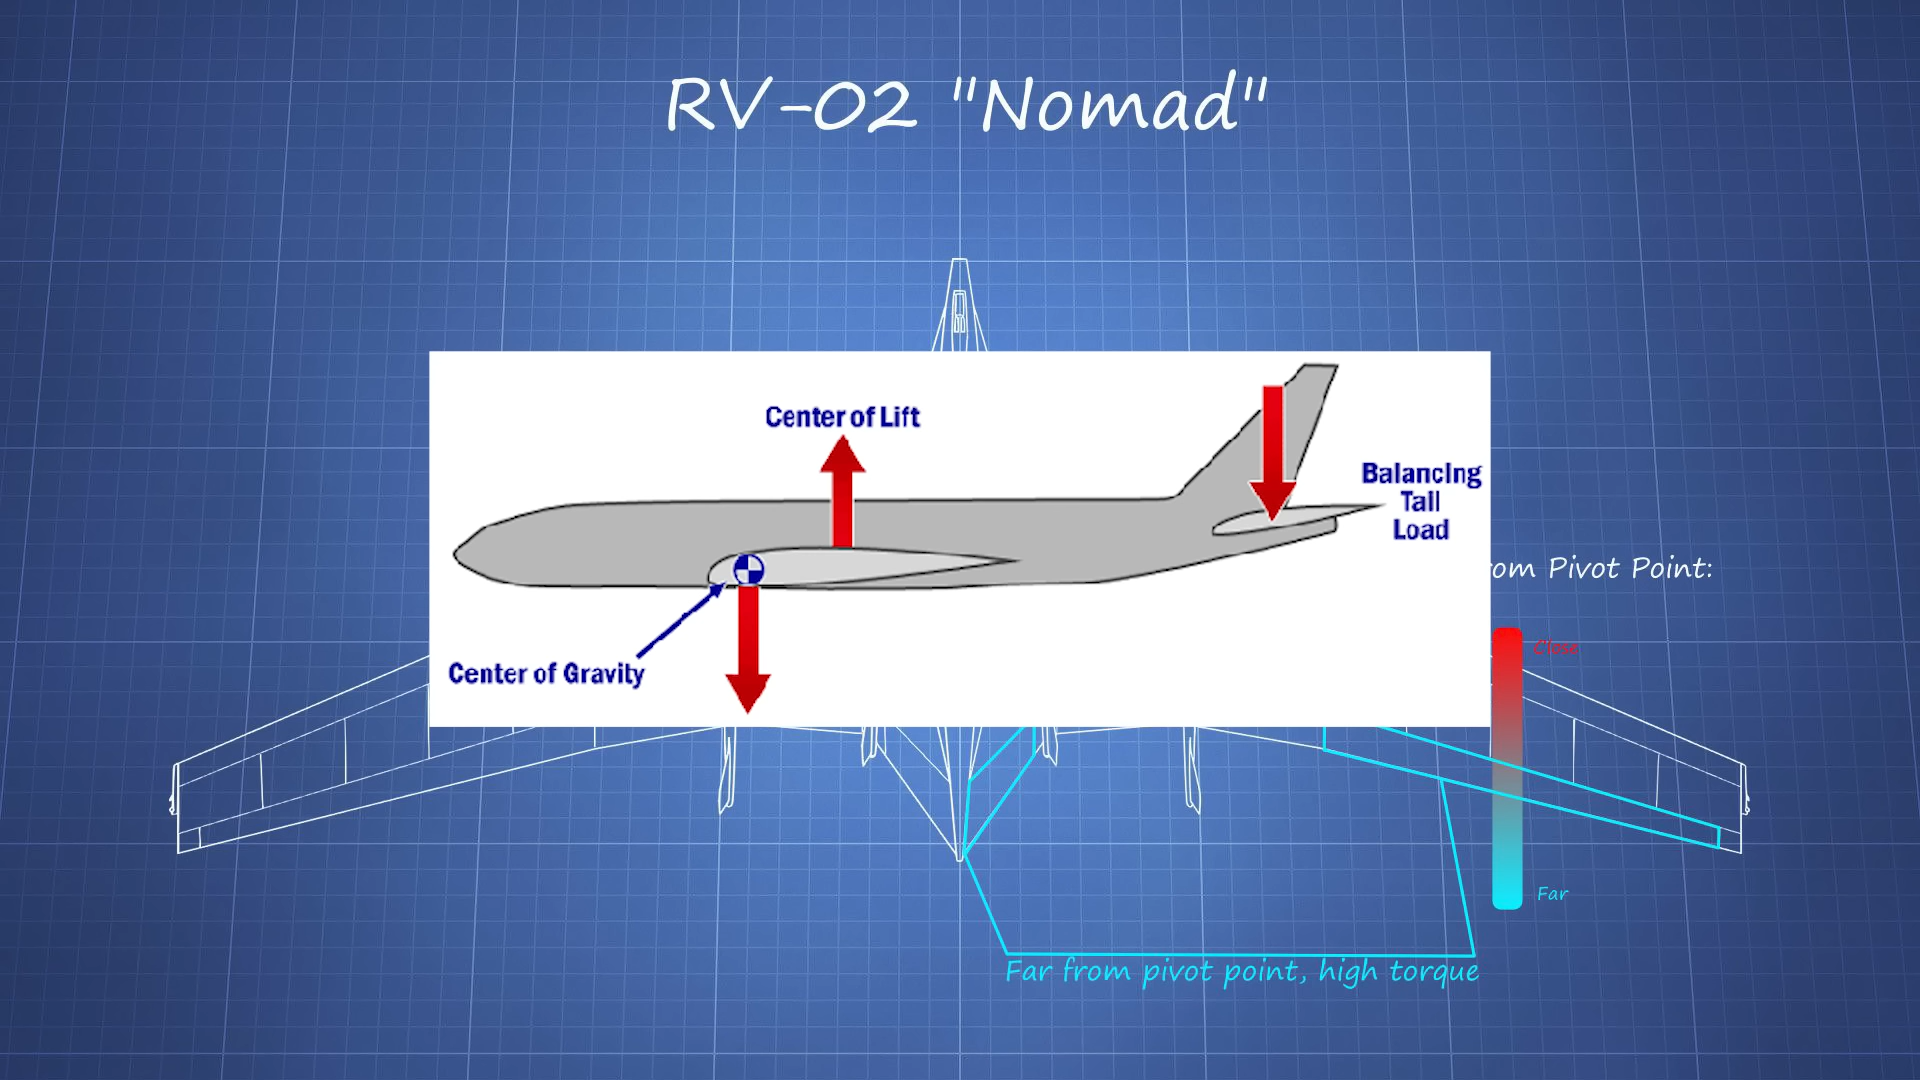 RV-02 "Nomad"
Center of Lift
Balancing
Tail
Load
Center of Gravity
Pivot Point:
Close
Far
Far from pivot point, high torque